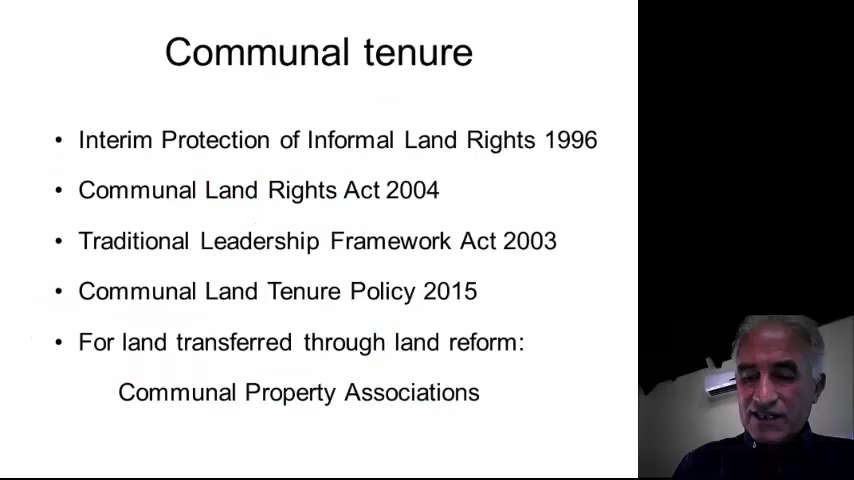 Communal tenure
• Interim Protection of Informal Land Rights 1996
• Communal Land Rights Act 2004
• Traditional Leadership Framework Act 2003
• Communal Land Tenure Policy 2015
• For land transferred through land reform:
Communal Property Associations